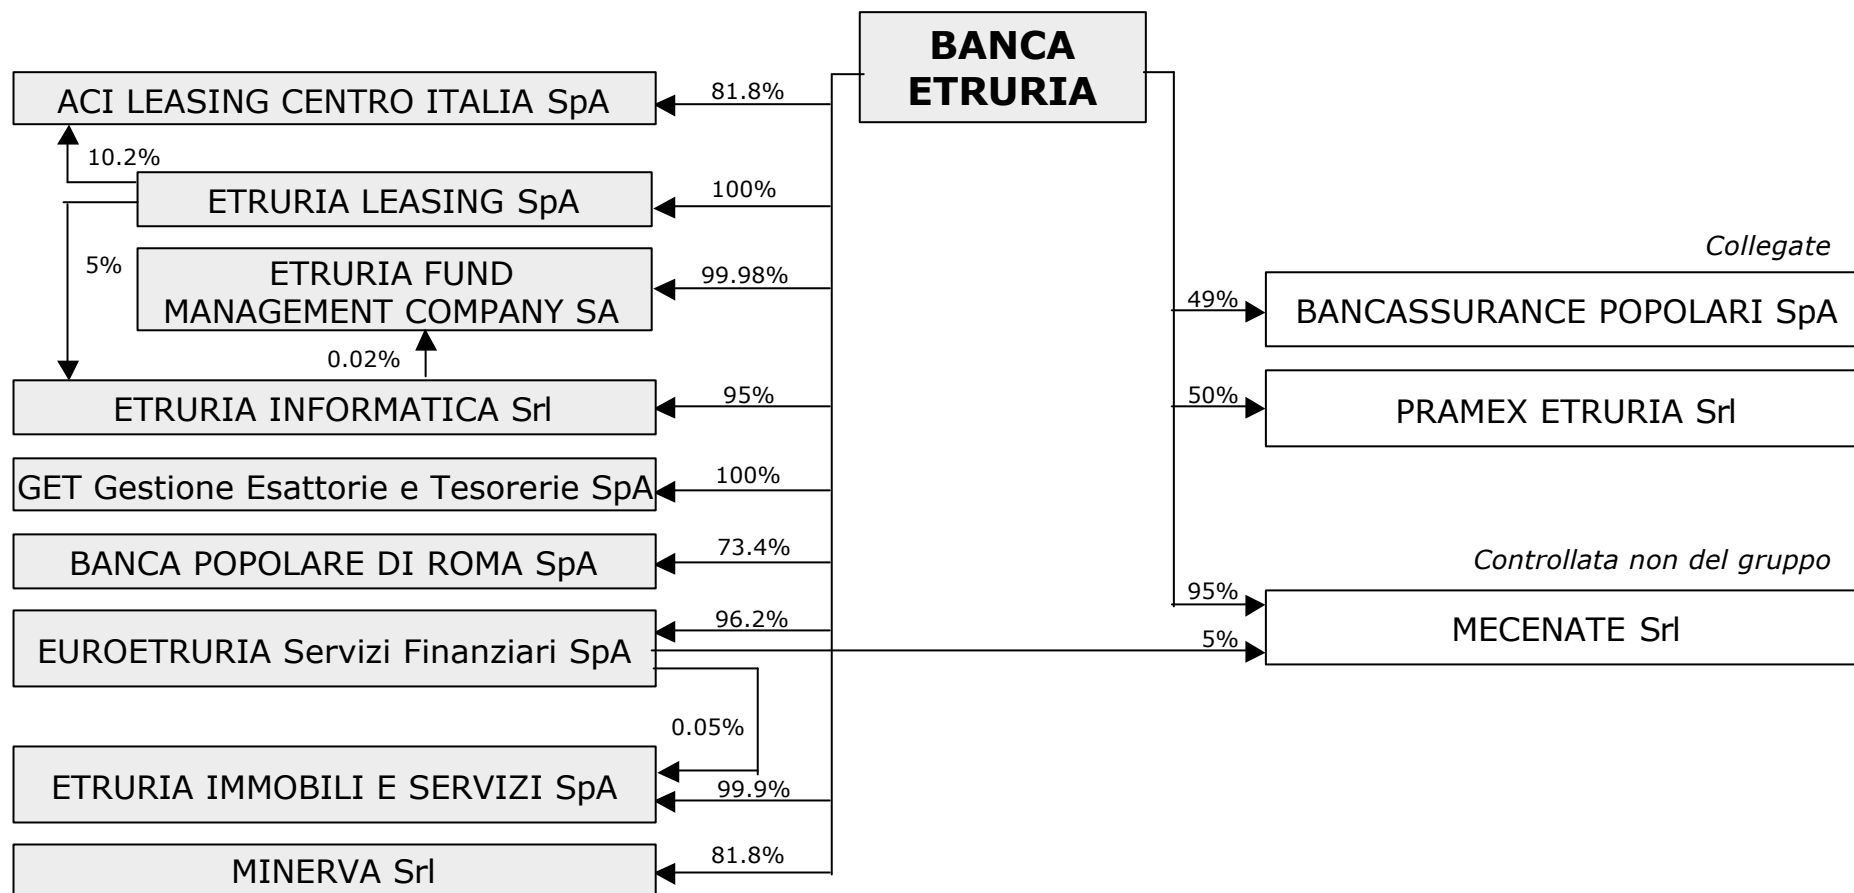 BANCA
ETRURIA
ACI LEASING CENTRO ITALIA SpA
81.8%
10.2%
ETRURIA LEASING SpA
100%
5%
ETRURIA FUND
MANAGEMENT COMPANY SA
99.98%
0.02%
ETRURIA INFORMATICA Srl
95%
GET Gestione Esattorie e Tesorerie SpA
100%
BANCA POPOLARE DI ROMA SpA
73.4%
EUROETRURIA Servizi Finanziari SpA
96.2%
0.05%
ETRURIA IMMOBILI E SERVIZI SpA
99.9%
MINERVA Srl
81.8%
Collegate
49%
BANCASSURANCE POPOLARI SpA
50%
PRAMEX ETRURIA Srl
Controllata non del gruppo
95%
5%
MECENATE Srl